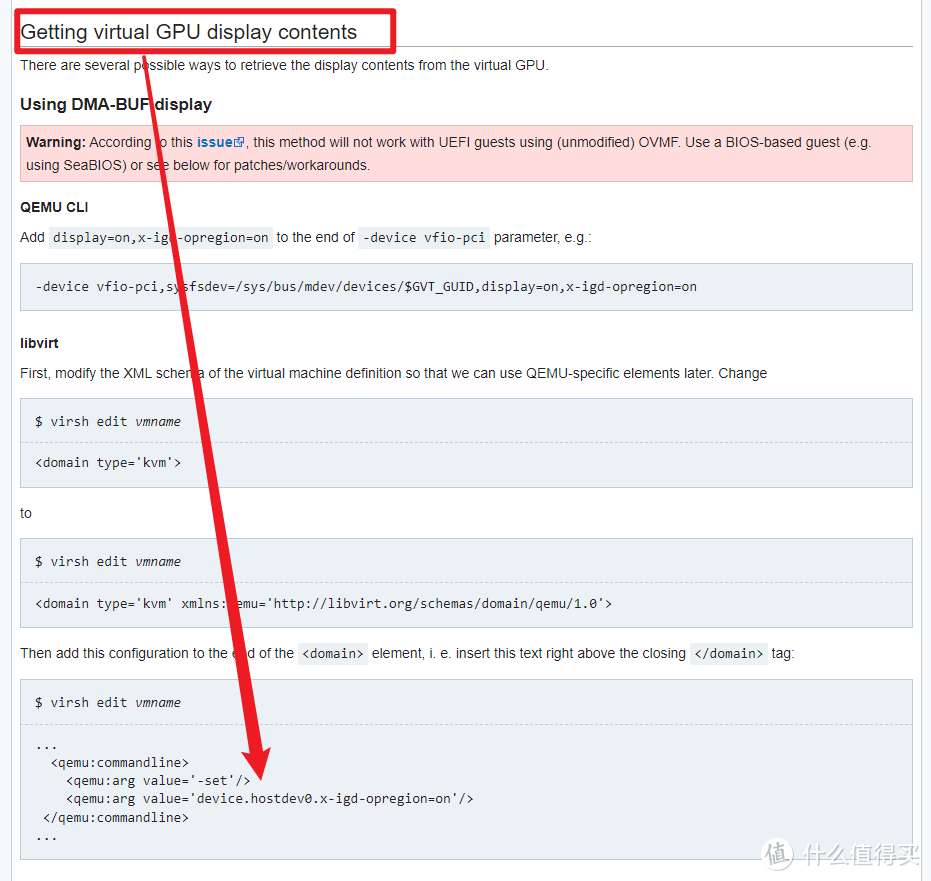 Getting virtual GPU display contents
There are several possible ways to retrieve the display contents from the virtual GPU.
Using DMA-BUF display
Warning: According to this issue, this method will not work with UEFI guests using (unmodified) OVMF. Use a BIOS-based guest (e.g.
using SeaBIOS) or see below for patches/workarounds.
QEMU CLI
Add display=on,x-igd-opregion=on to the end of -device vfio-pci parameter, e.g.:
-device vfio-pci,sysfsdev=/sys/bus/mdev/devices/$GVT_GUID,display=on,x-igd-opregion=on
libvirt
First, modify the XML schema of the virtual machine definition so that we can use QEMU-specific elements later. Change
$ virsh edit vmname
<domain type='kvm'>
to
$ virsh edit vmname
<domain type='kvm' xmlns:qemu='http://libvirt.org/schemas/domain/qemu/1.0'>
Then add this configuration to the end of the <domain> element, i. e. insert this text right above the closing </domain> tag:
$ virsh edit vmname
...
<qemu:commandline>
<qemu:arg value='-set'/>
<qemu:arg value='device.hostdev0.x-igd-opregion=on'/>
</qemu:commandline>
...
值 什么值得买